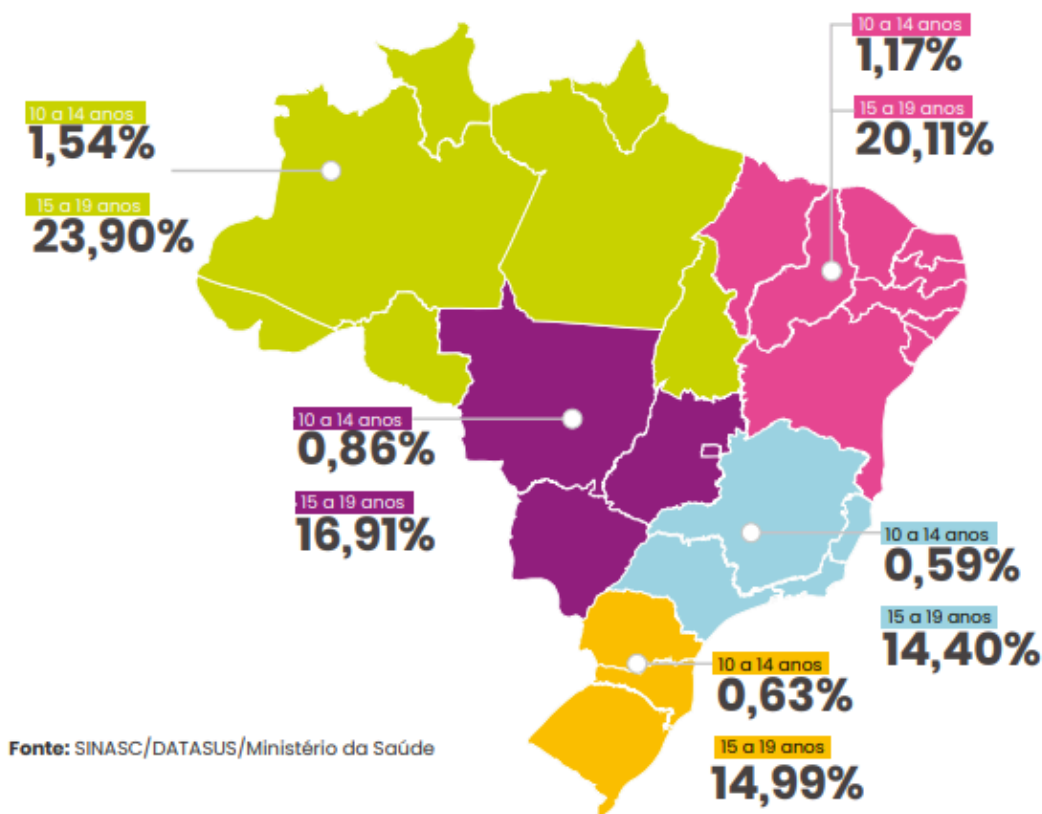 10 a 14 anos
1,17%
15 a 19 anos
20,11%
10 a 14 anos
1,54%
15 a 19 anos
23,90%
10 a 14 anos
0,86%
15 a 19 anos
16,91%
10 a 14 anos
0,59%
15 a 19 anos
14,40%
10 a 14 anos
0,63%
15 a 19 anos
14,99%
Fonte: SINASC/DATASUS/Ministério da Saúde